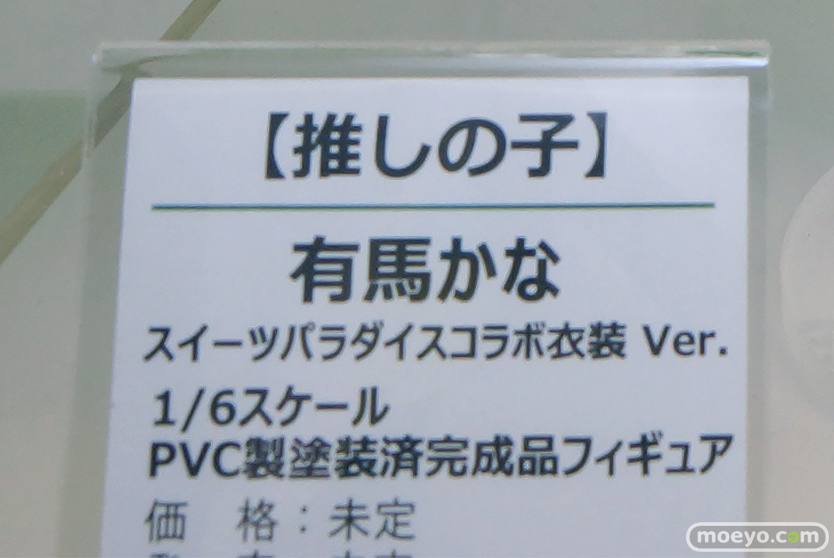 【推しの子】
有馬かな
スイーツパラダイスコラボ衣装 Ver.
1/6スケール
PVC製塗装済完成品フィギュア
価　格：未定
moeyo.com